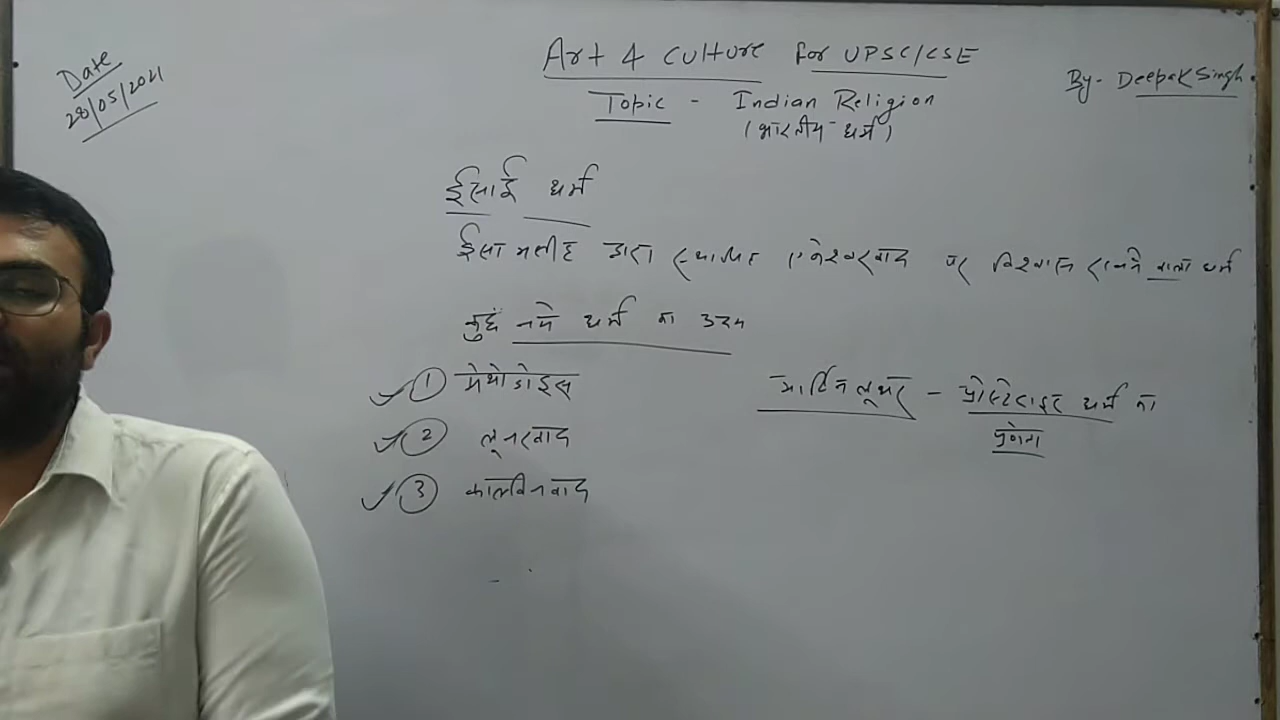 Date
28/05/2021
Art & Culture for UPSC/CSE
By- Deepak Singh.
Topic - Indian Religion
(भारतीय धर्म)
ईसाई धर्म
ईसा मसीह द्वारा स्थापित एकेश्वरवाद पर विश्वास रखने वाला धर्म
कुछ नये धर्म का उदय
① मेथोडोइस
② लूथरवाद
③ काल्विनवाद
मार्टिन लूथर - प्रोटेस्टाइट धर्म का
प्रणेता